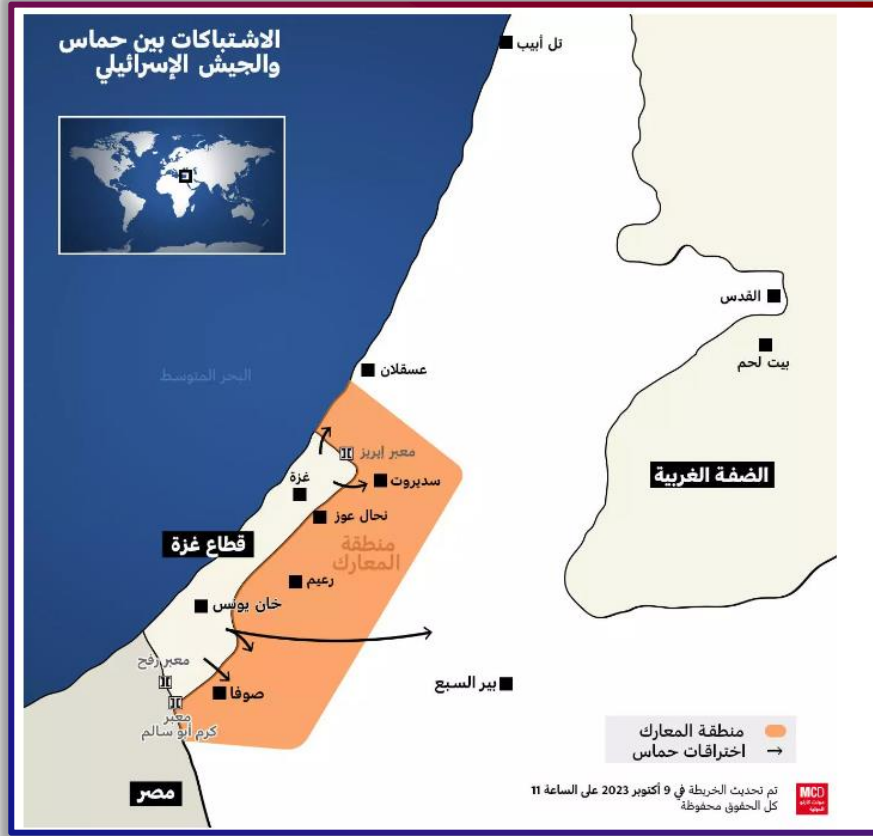 الاشتباكات بين حماس
والجيش الإسرائيلي
تل أبيب
القدس
بيت لحم
عسقلان
البحر المتوسط
معبر إيريز
سديروت
غزة
نحال عوز
الضفة الغربية
قطاع غزة
منطقة
المعارك
رعيم
خان يونس
معبر رفح
صوفا
بير السبع
معبر
كرم أبو سالم
منطقة المعارك
اختراقات حماس
مصر
تم تحديث الخريطة في 9 أكتوبر 2023 على الساعة 11
كل الحقوق محفوظة
MCD